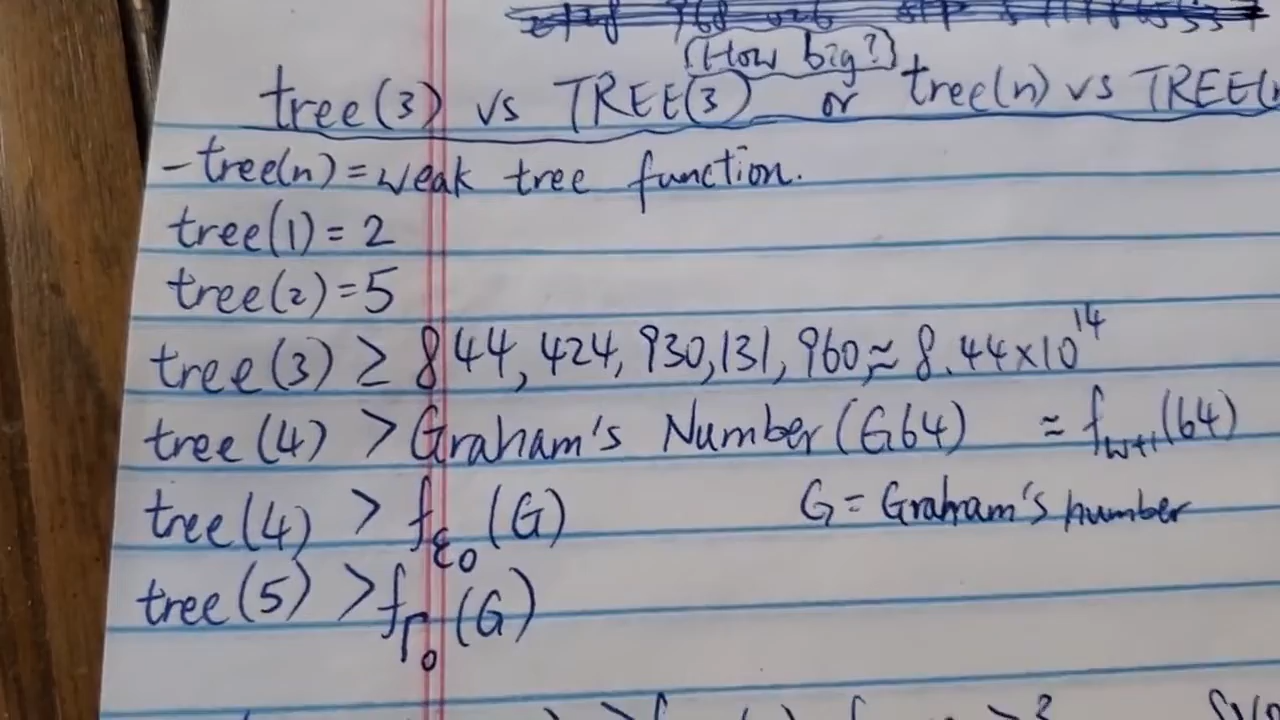 (How big?)
tree(3) vs TREE(3) or tree(n) vs TREE(
-tree(n)=weak tree function.
tree(1)=2
tree(2)=5
tree(3) ≥ 844,424,930,131,960,≈ 8.44×10^14
tree(4) > Graham's Number(G64) ≈ f_ω+1(64)
tree(4) > f_ε0(G) G = Graham's number
tree(5) > f_Γ0(G)